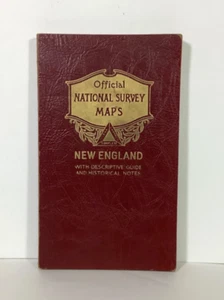 Official
NATIONAL SURVEY
MAPS
NEW ENGLAND
WITH DESCRIPTIVE GUIDE
AND HISTORICAL NOTES